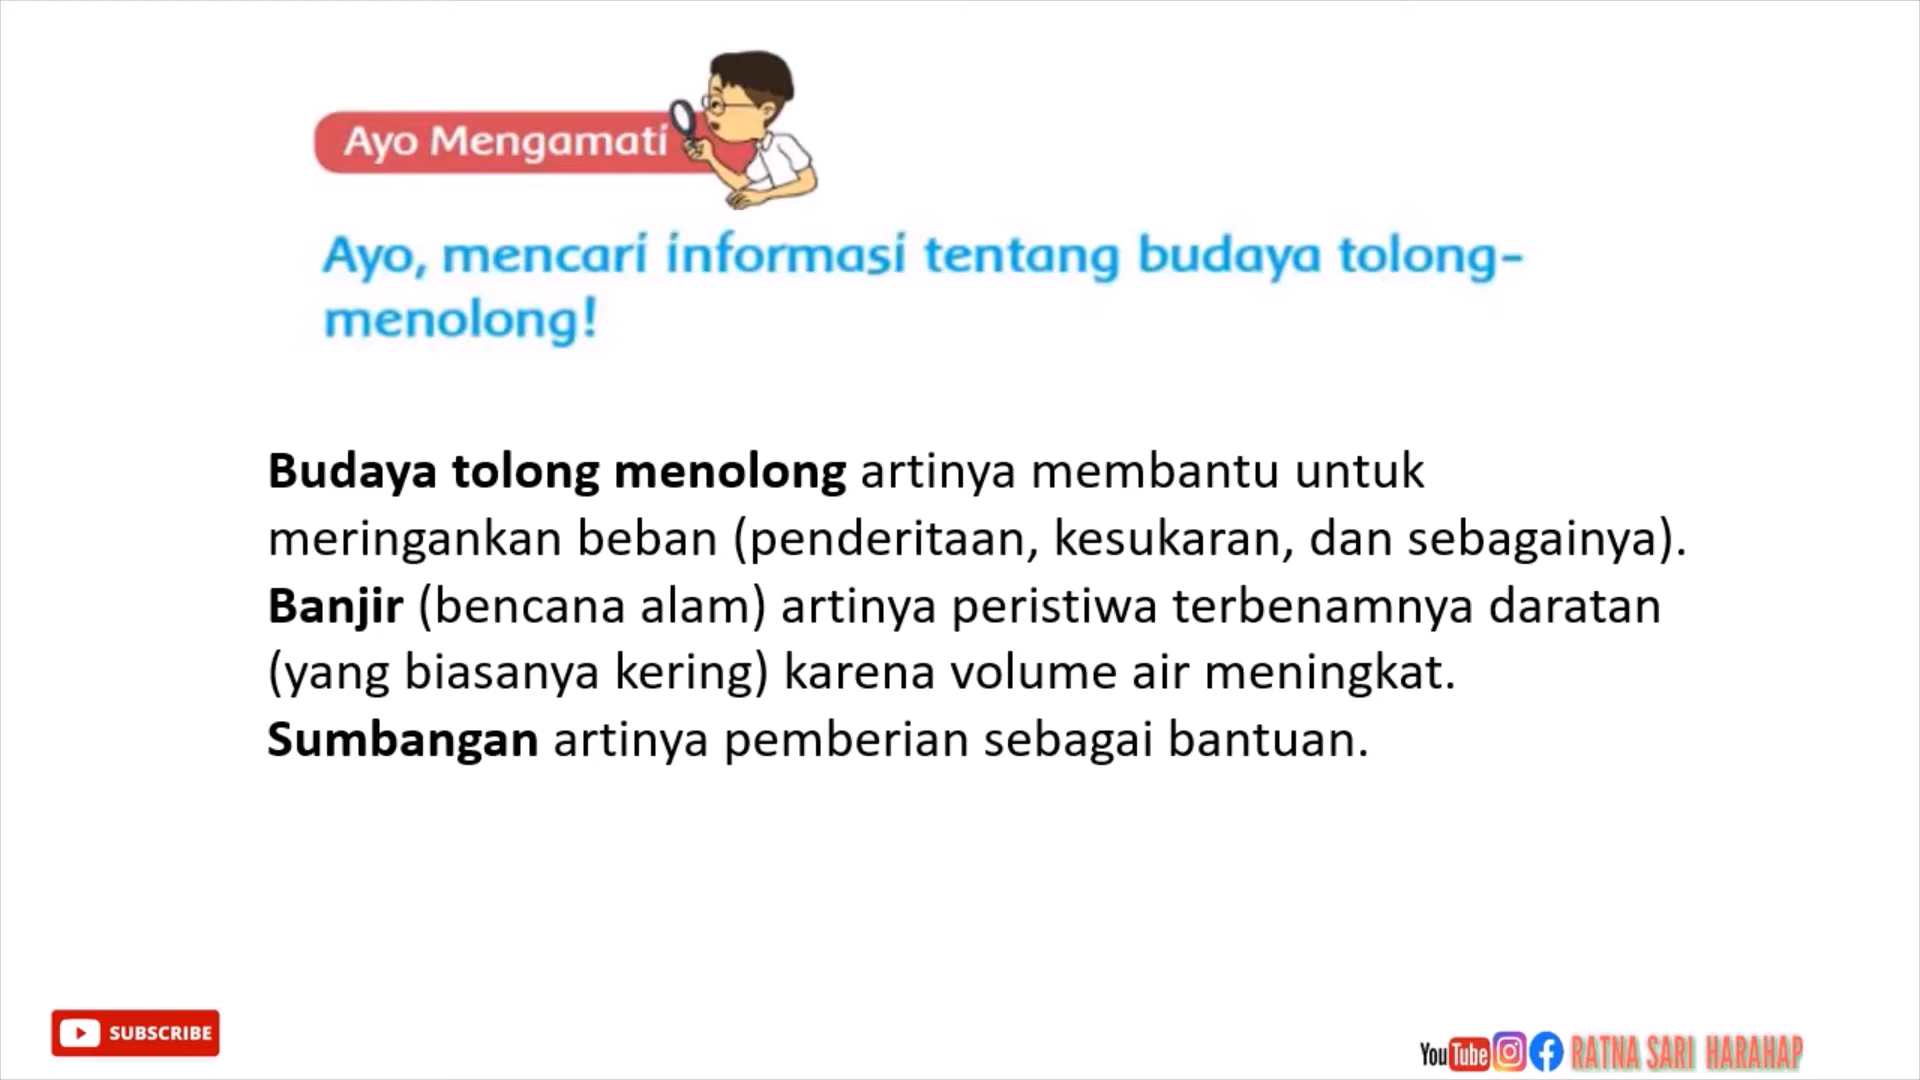 Ayo Mengamati
Ayo, mencari informasi tentang budaya tolong-
menolong!
Budaya tolong menolong artinya membantu untuk
meringankan beban (penderitaan, kesukaran, dan sebagainya).
Banjir (bencana alam) artinya peristiwa terbenamnya daratan
(yang biasanya kering) karena volume air meningkat.
Sumbangan artinya pemberian sebagai bantuan.
SUBSCRIBE
YouTube RATNA SARI HARAHAP